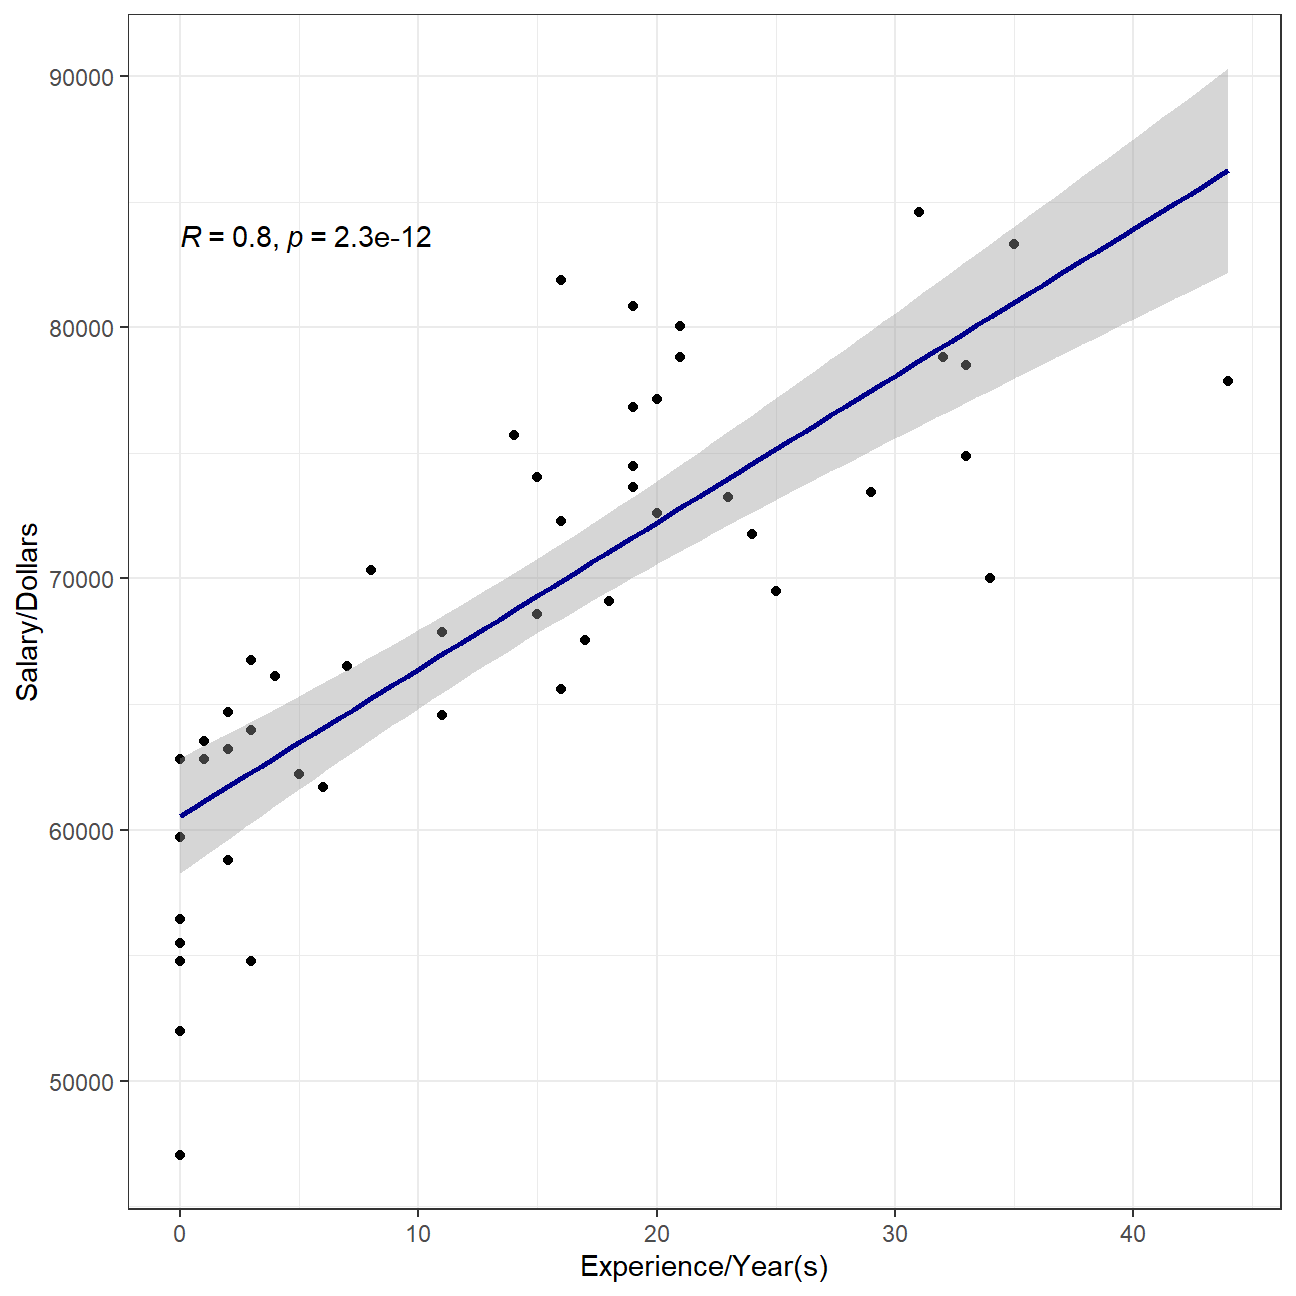 90000
R = 0.8, p = 2.3e-12
80000
70000
Salary/Dollars
60000
50000
0 10 20 30 40
Experience/Year(s)